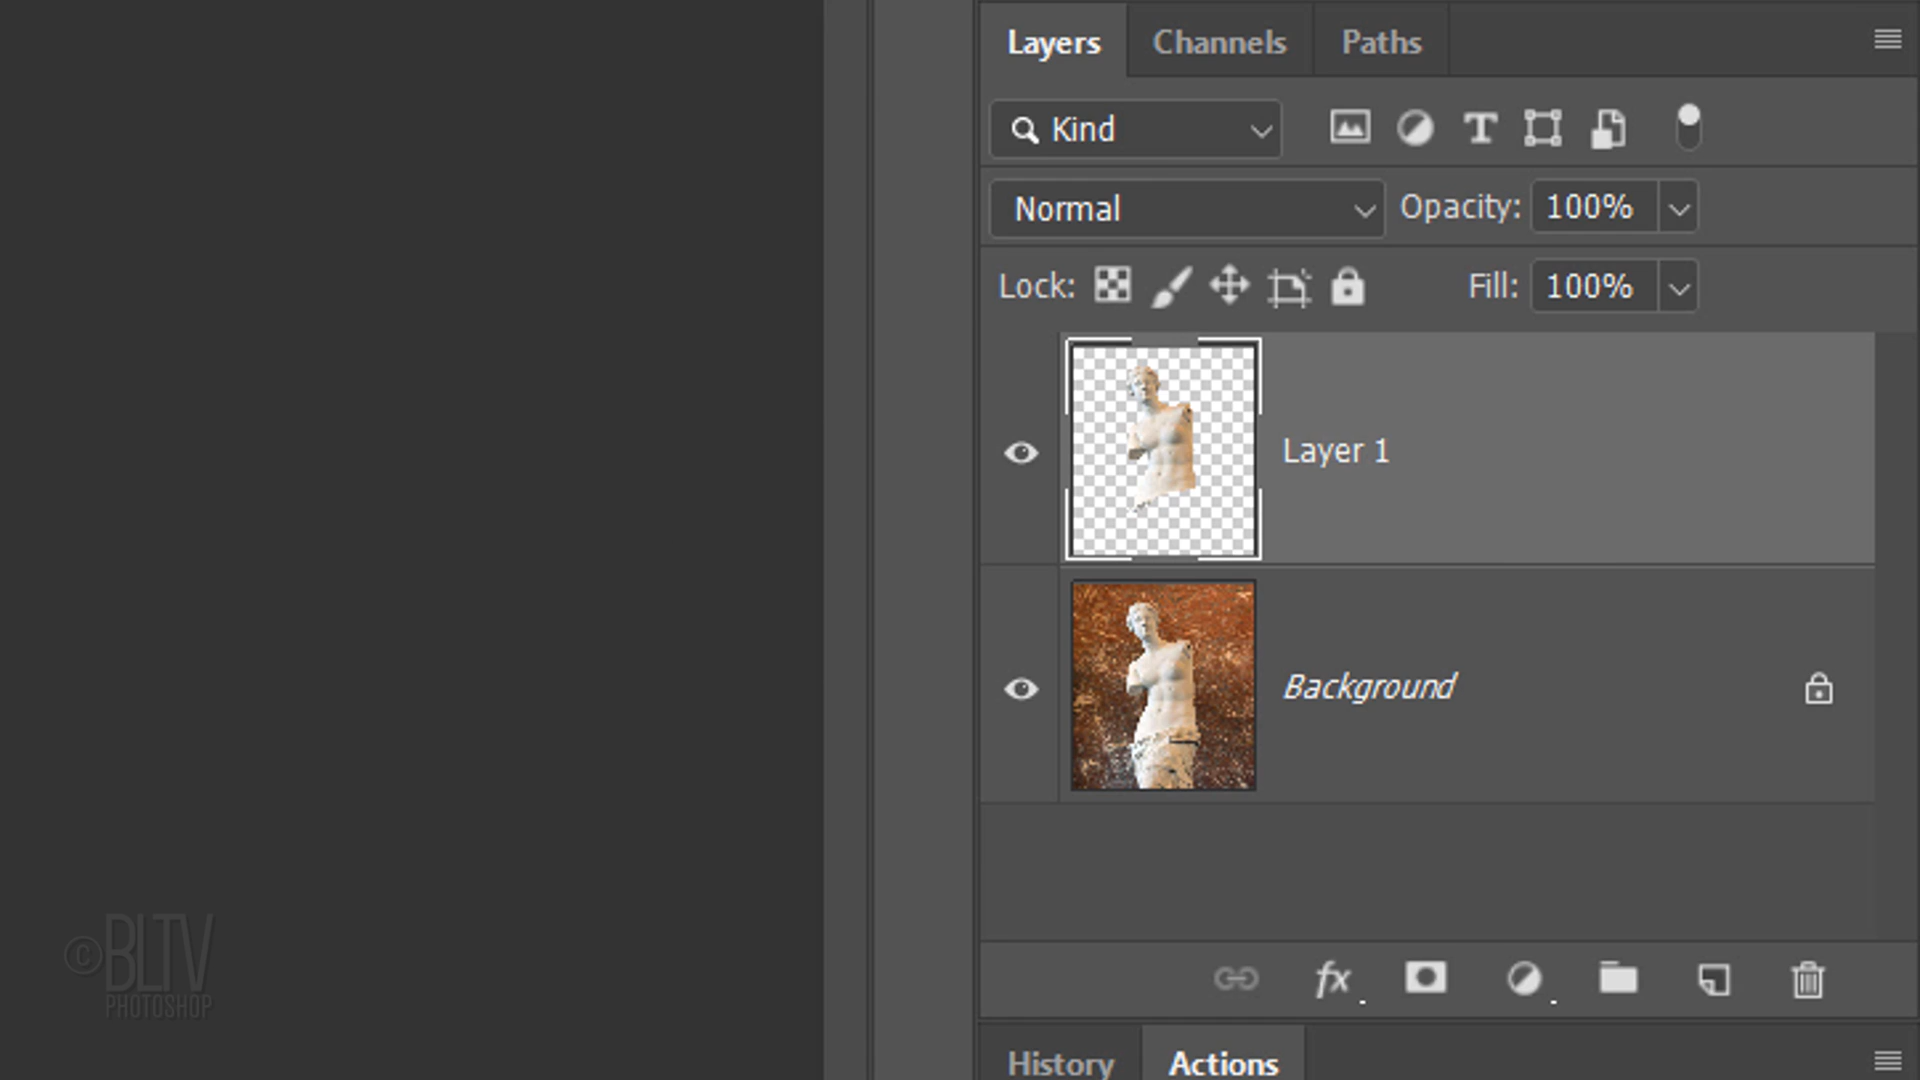 Layers Channels Paths
Kind
Normal Opacity: 100%
Lock: Fill: 100%
Layer 1
Background
fx
© BLTV
PHOTOSHOP
History Actions